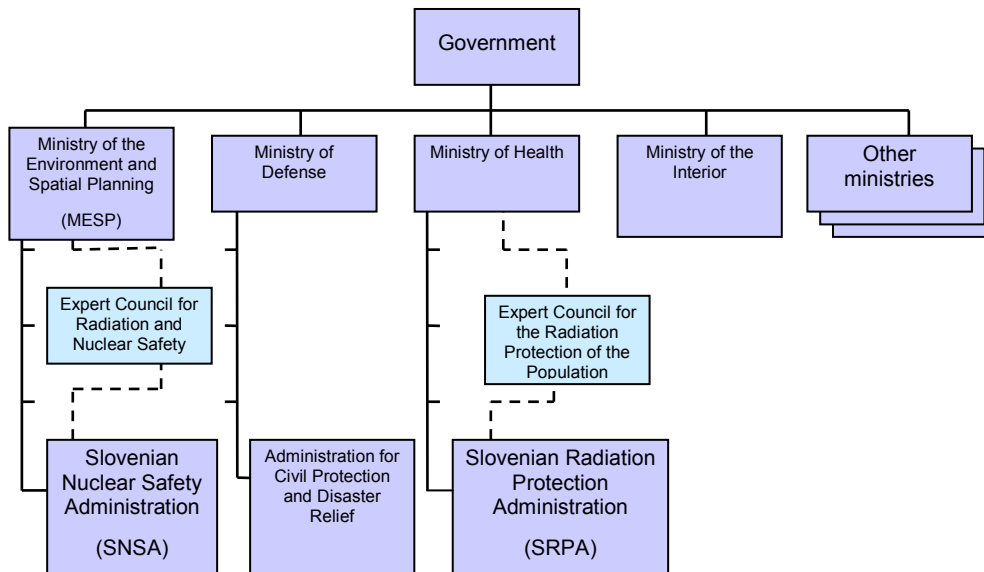 Government
Ministry of the
Environment and
Spatial Planning
(MESP)
Ministry of
Defense
Ministry of Health
Ministry of the
Interior
Other
ministries
Expert Council for
Radiation and
Nuclear Safety
Expert Council for
the Radiation
Protection of the
Population
Slovenian
Nuclear Safety
Administration
(SNSA)
Administration for
Civil Protection
and Disaster
Relief
Slovenian Radiation
Protection
Administration
(SRPA)